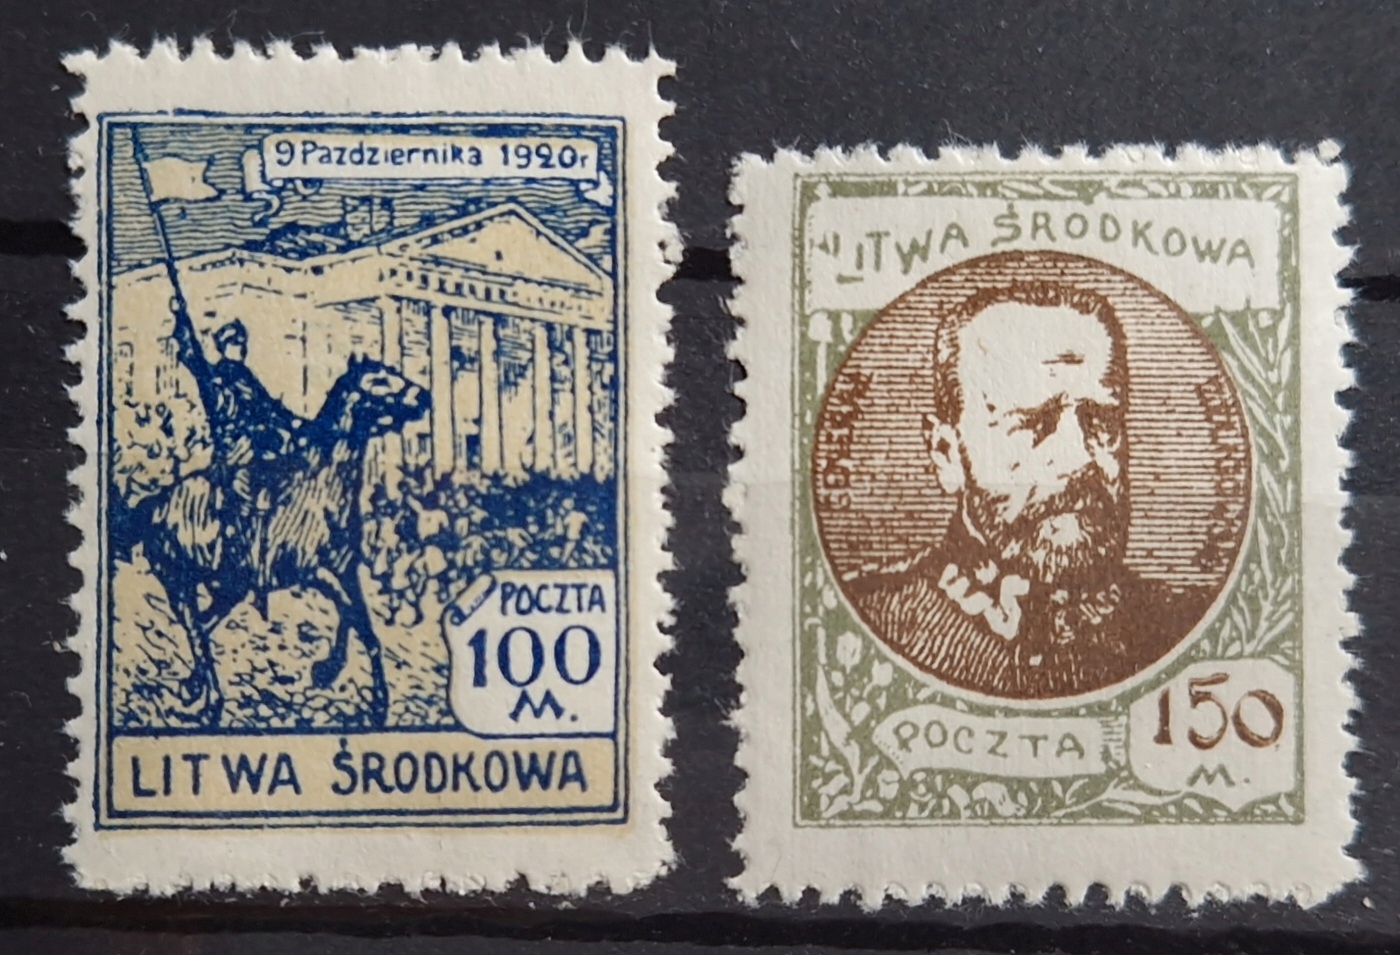 9 Pazdziernika 1920r
POCZTA
100
M.
LITWA ŚRODKOWA
LITWA ŚRODKOWA
POCZTA
150
M.